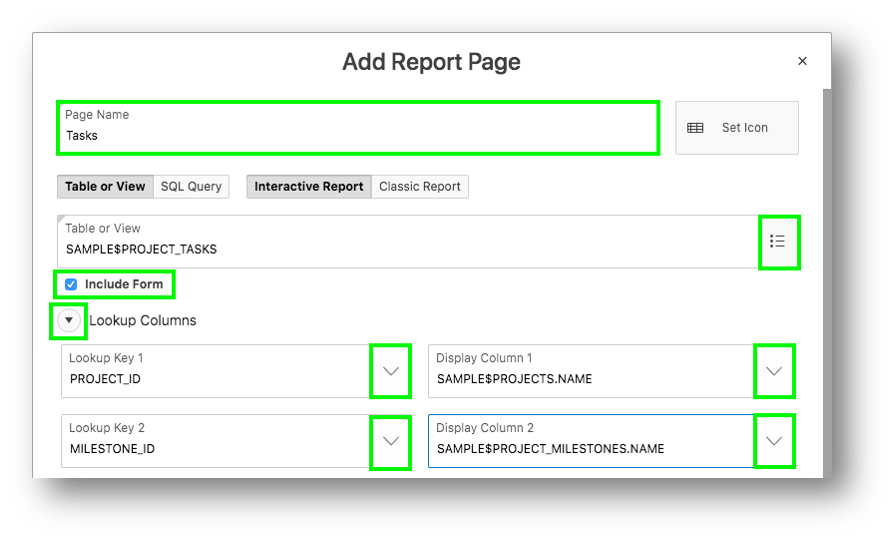 Add Report Page
×
Page Name
Tasks
Set Icon
Table or View SQL Query Interactive Report Classic Report
Table or View
SAMPLE$PROJECT_TASKS
Include Form
Lookup Columns
Lookup Key 1
PROJECT_ID
Display Column 1
SAMPLE$PROJECTS.NAME
Lookup Key 2
MILESTONE_ID
Display Column 2
SAMPLE$PROJECT_MILESTONES.NAME